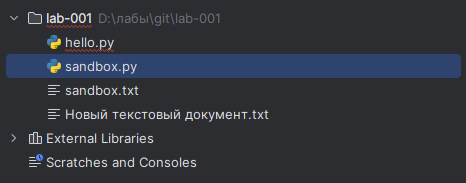 lab-001 D:\лабы\git\lab-001
hello.py
sandbox.py
sandbox.txt
Новый текстовый документ.txt
External Libraries
Scratches and Consoles